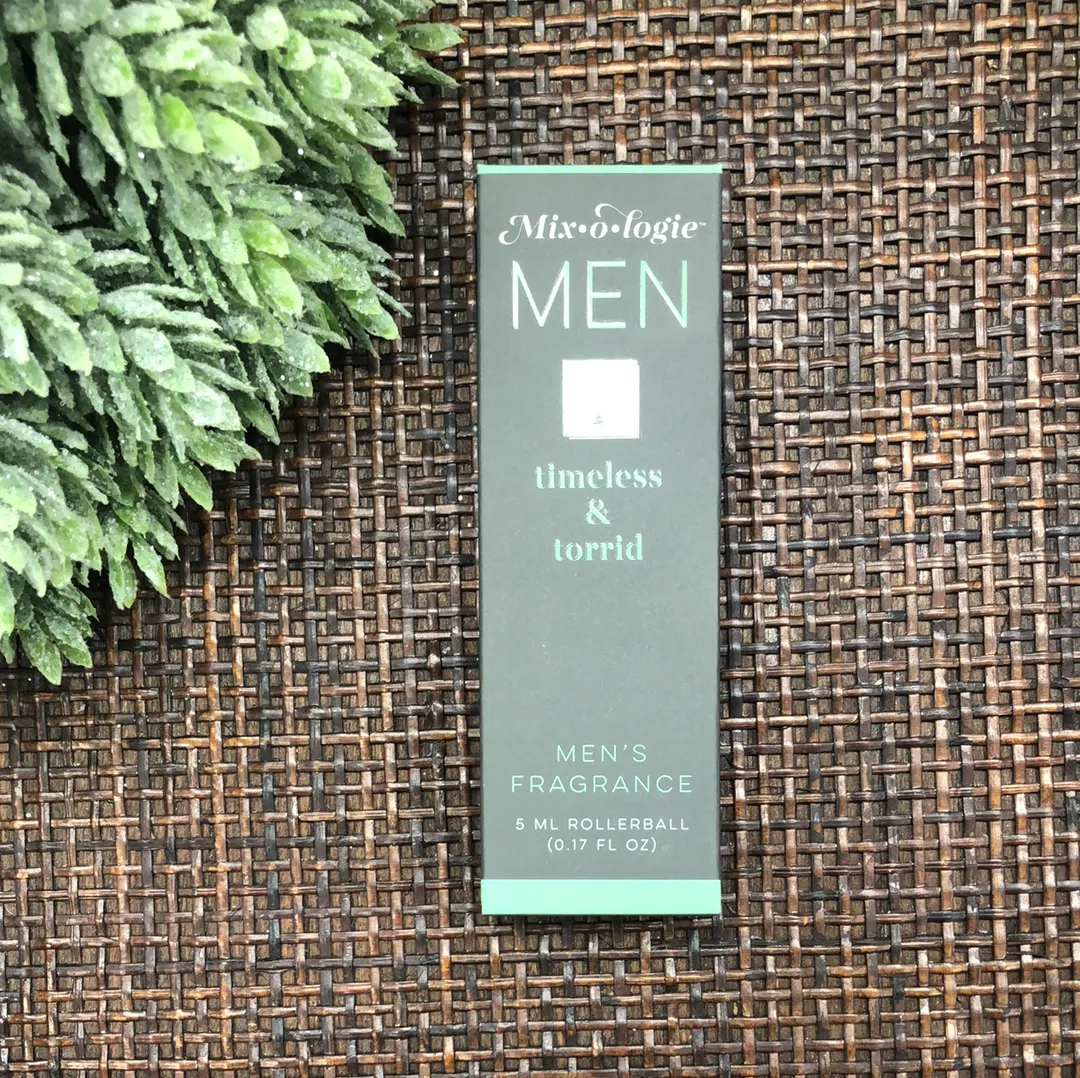 Mix•o•logie™
MEN
&
timeless
&
torrid
MEN'S
FRAGRANCE
5 ML ROLLERBALL
(0.17 FL OZ)